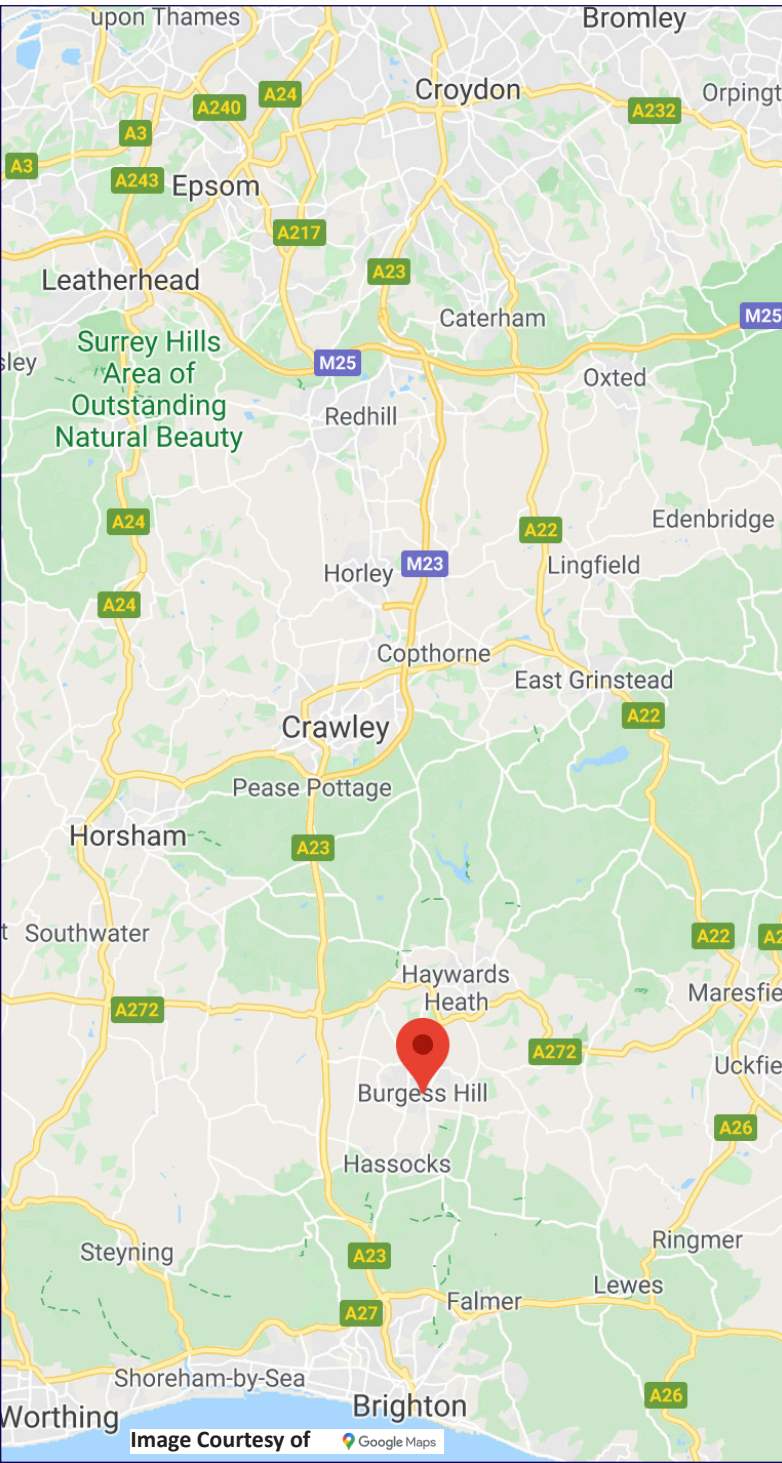 upon Thames
Bromley
A24
Croydon
Orpingt
A240
A232
A3
A3
A243
Epsom
A217
A23
Leatherhead
M25
Caterham
Surrey Hills
Area of
Outstanding
Natural Beauty
sley
M25
Oxted
Redhill
A24
Edenbridge
A22
M23
Horley
Lingfield
A24
Copthorne
East Grinstead
A22
Crawley
Pease Pottage
Horsham
A23
t
Southwater
A22
A2
Haywards
Heath
Maresfie
A272
A272
Uckfie
Burgess Hill
A26
Hassocks
Ringmer
Steyning
A23
Lewes
Falmer
A27
Shoreham-by-Sea
A26
Brighton
Worthing
Image Courtesy of Google Maps